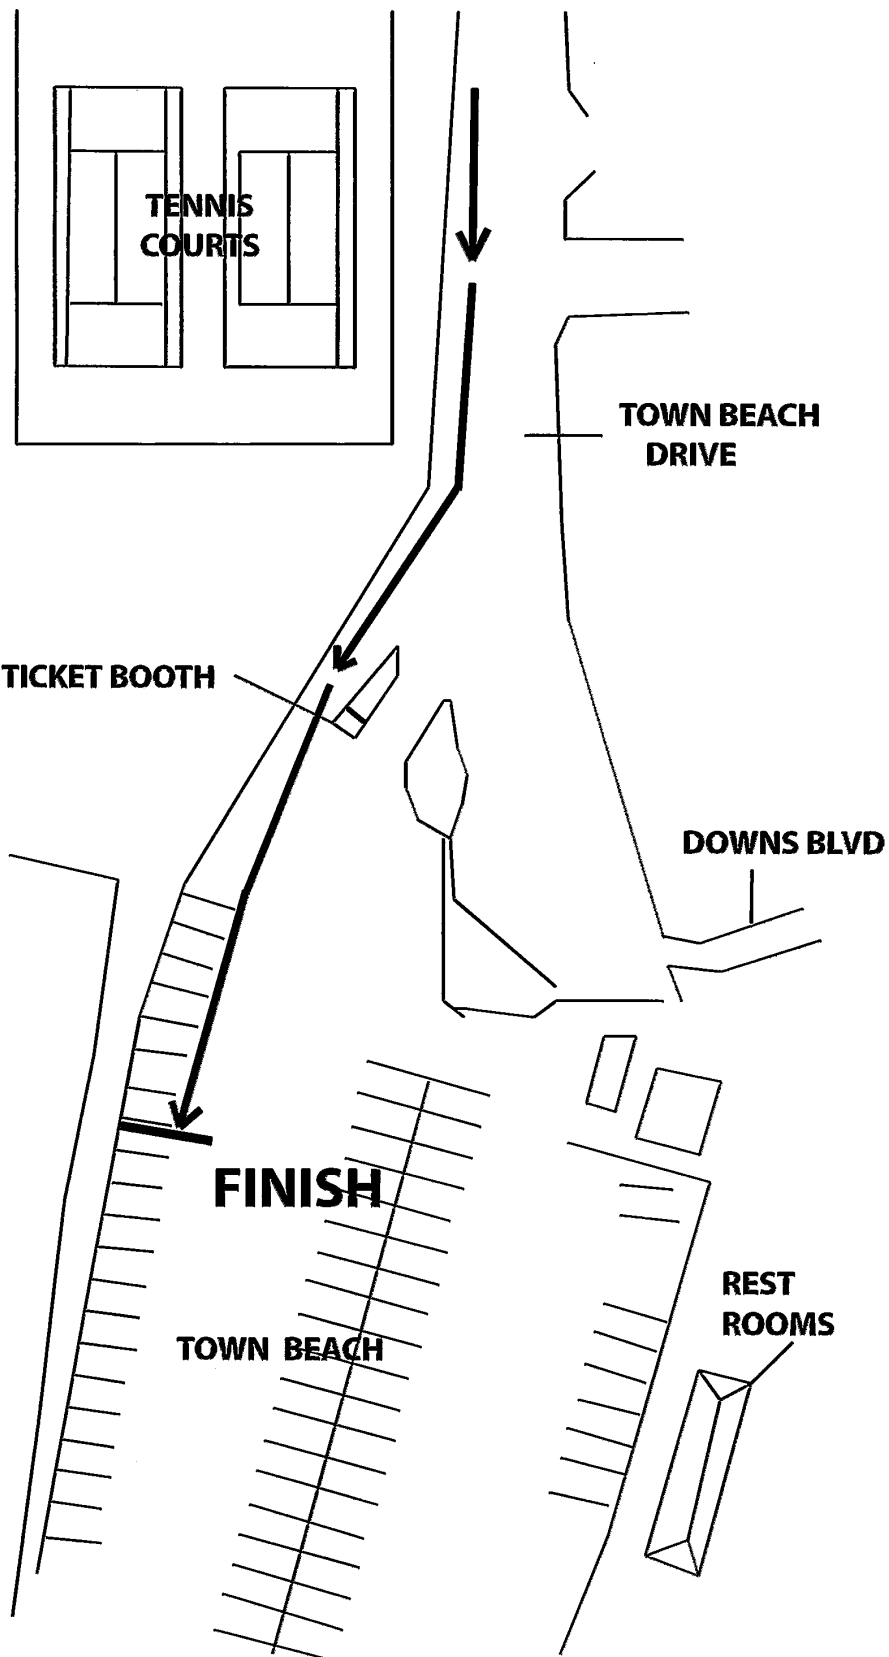 TENNIS
COURTS
TOWN BEACH
DRIVE
TICKET BOOTH
DOWNS BLVD
FINISH
REST
ROOMS
TOWN BEACH